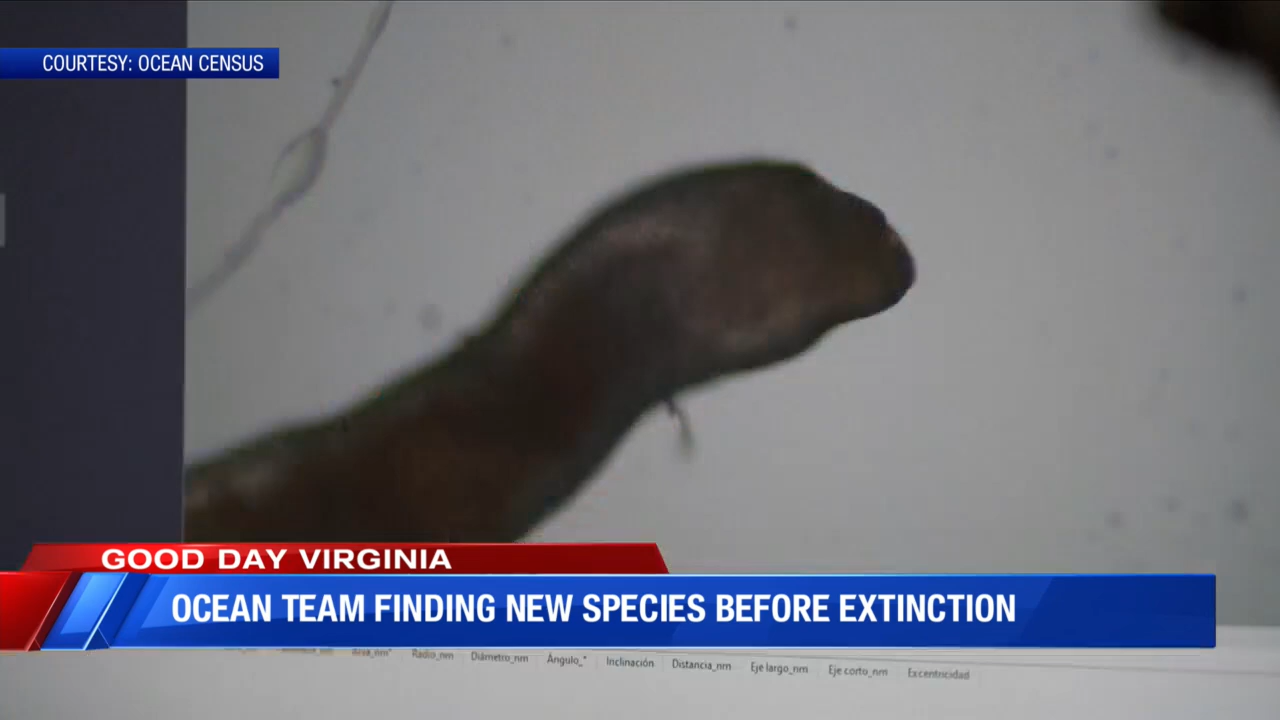 COURTESY: OCEAN CENSUS
GOOD DAY VIRGINIA
OCEAN TEAM FINDING NEW SPECIES BEFORE EXTINCTION
Radio_nm Diámetro_nm Ángulo_° Inclinación Distancia_nm Eje largo_nm Eje corto_nm Excentricidad